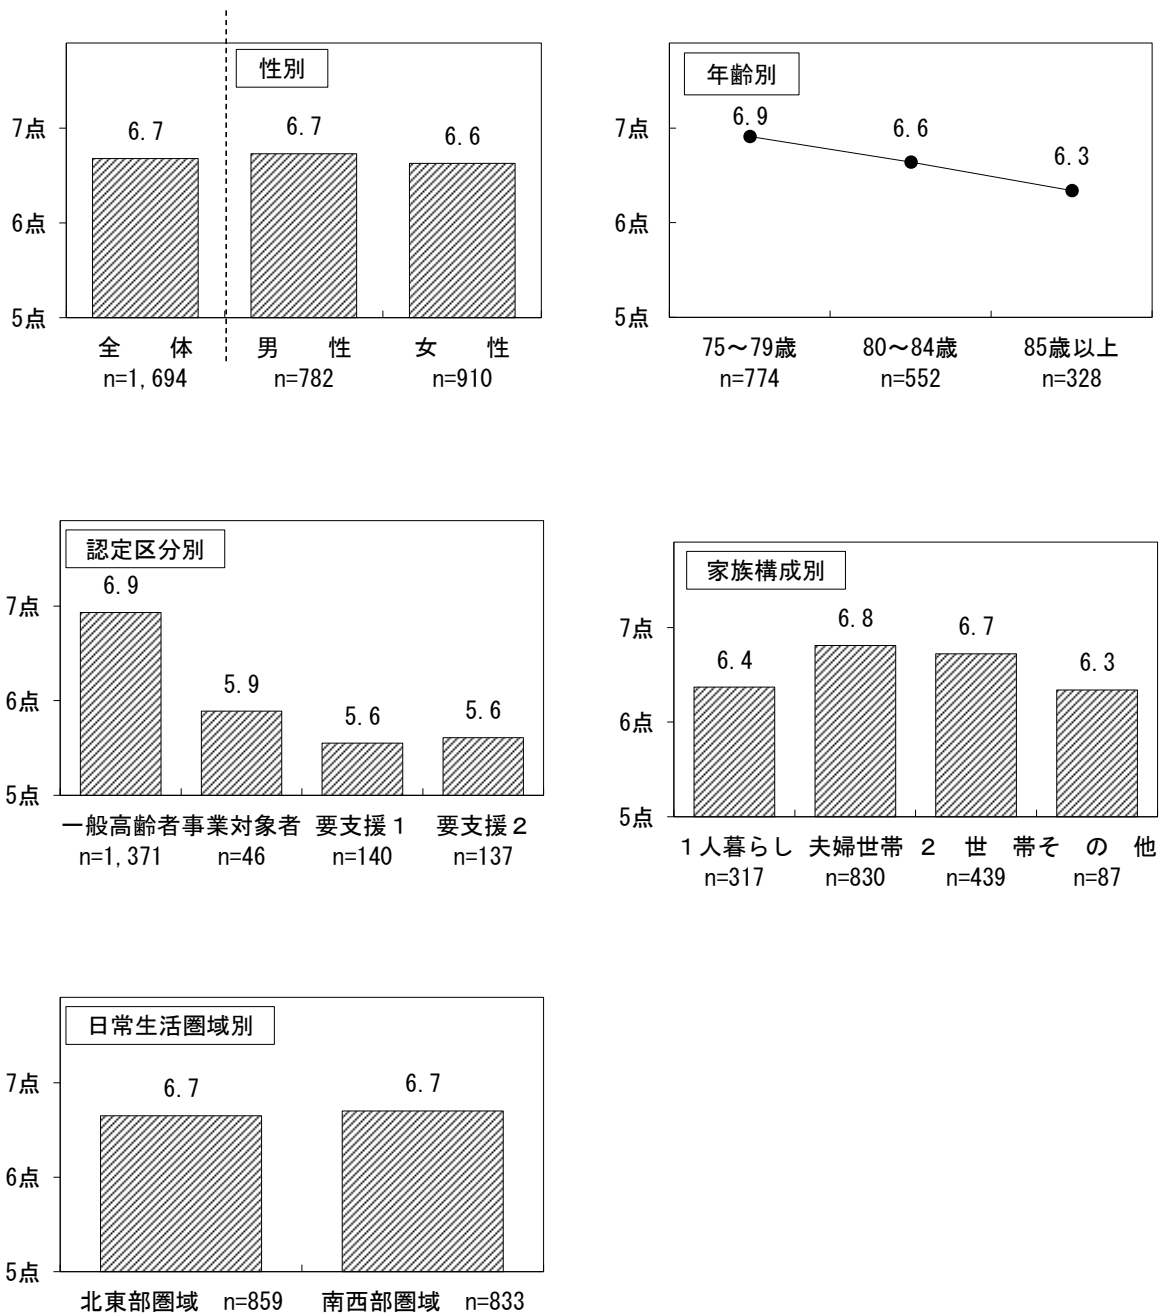 性別
7点
6点
5点
6.7
6.7
6.6
全　体
男　性
女　性
n=1,694
n=782
n=910
年齢別
7点
6点
5点
6.9
6.6
6.3
75～79歳
80～84歳
85歳以上
n=774
n=552
n=328
認定区分別
7点
6点
5点
6.9
5.9
5.6
5.6
一般高齢者
事業対象者
要支援１
要支援２
n=1,371
n=46
n=140
n=137
家族構成別
7点
6点
5点
6.4
6.8
6.7
6.3
１人暮らし
夫婦世帯
２世帯
その他
n=317
n=830
n=439
n=87
日常生活圏域別
7点
6点
5点
6.7
6.7
北東部圏域　n=859
南西部圏域　n=833